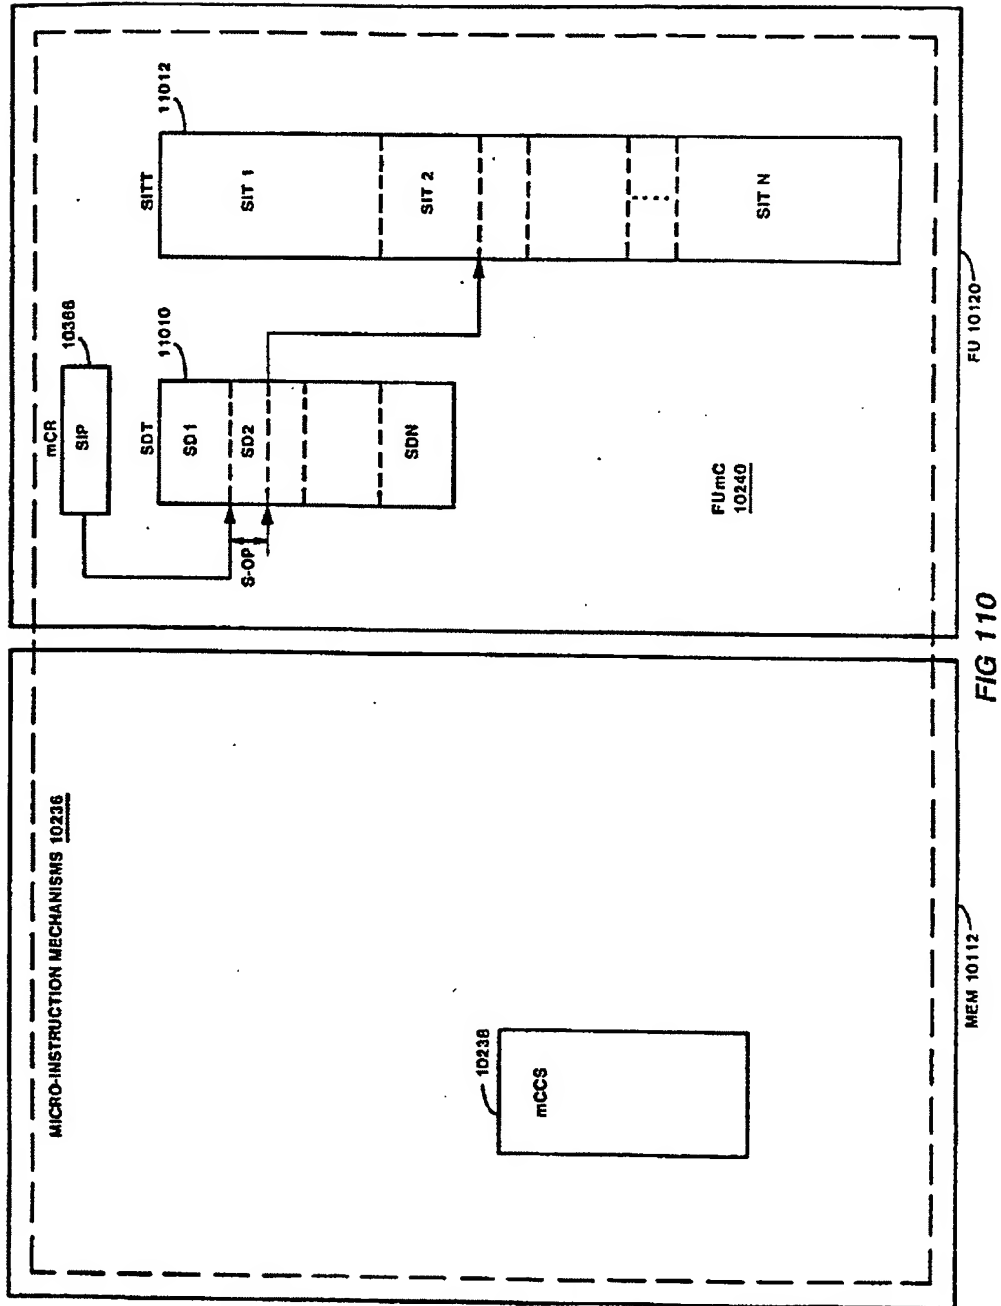 MICRO-INSTRUCTION MECHANISMS 10236
10238
mCCS
MEM 10112
mCR
10366
SIP
SDT
11010
SD1
SD2
SDN
S-OP
SITT
11012
SIT 1
SIT 2
SIT N
FUmC
10240
FU 10120
FIG 110